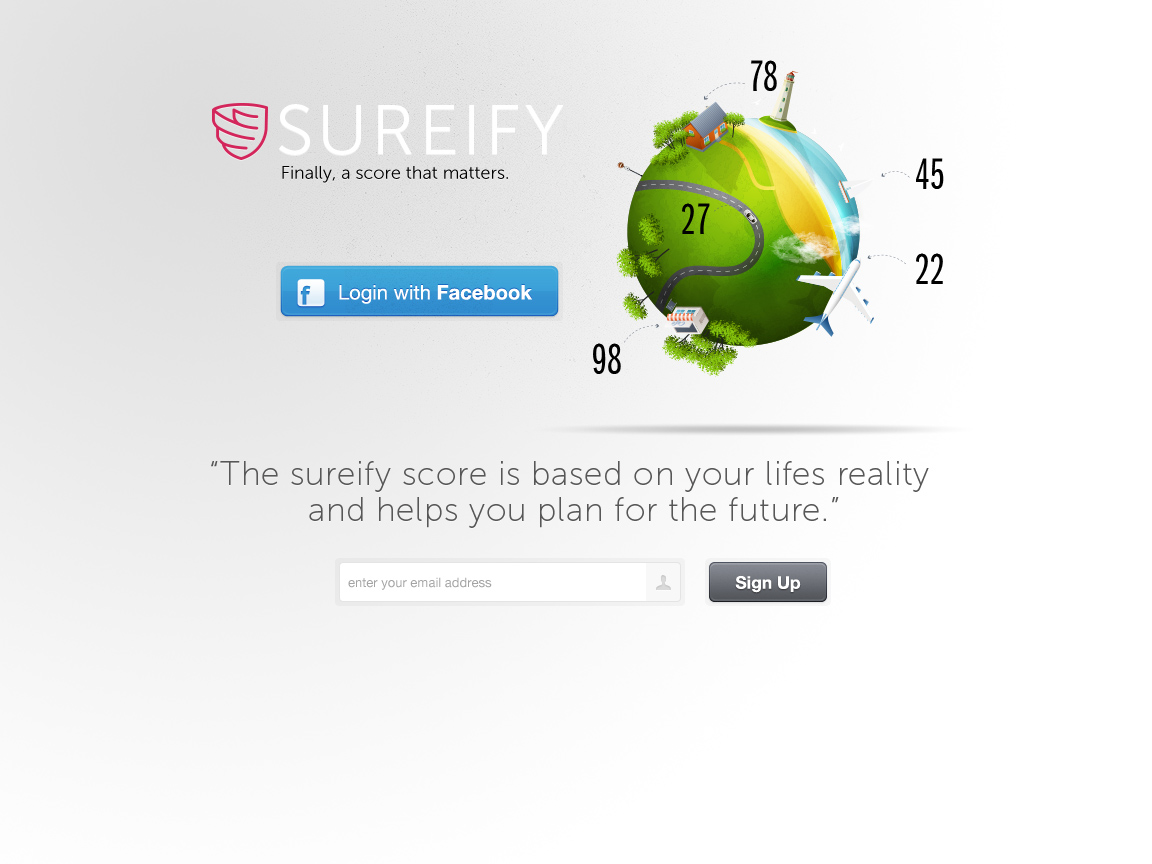 SUREIFY
Finally, a score that matters.
78
45
27
22
98
f Login with Facebook
“The sureify score is based on your lifes reality
and helps you plan for the future.”
enter your email address
Sign Up